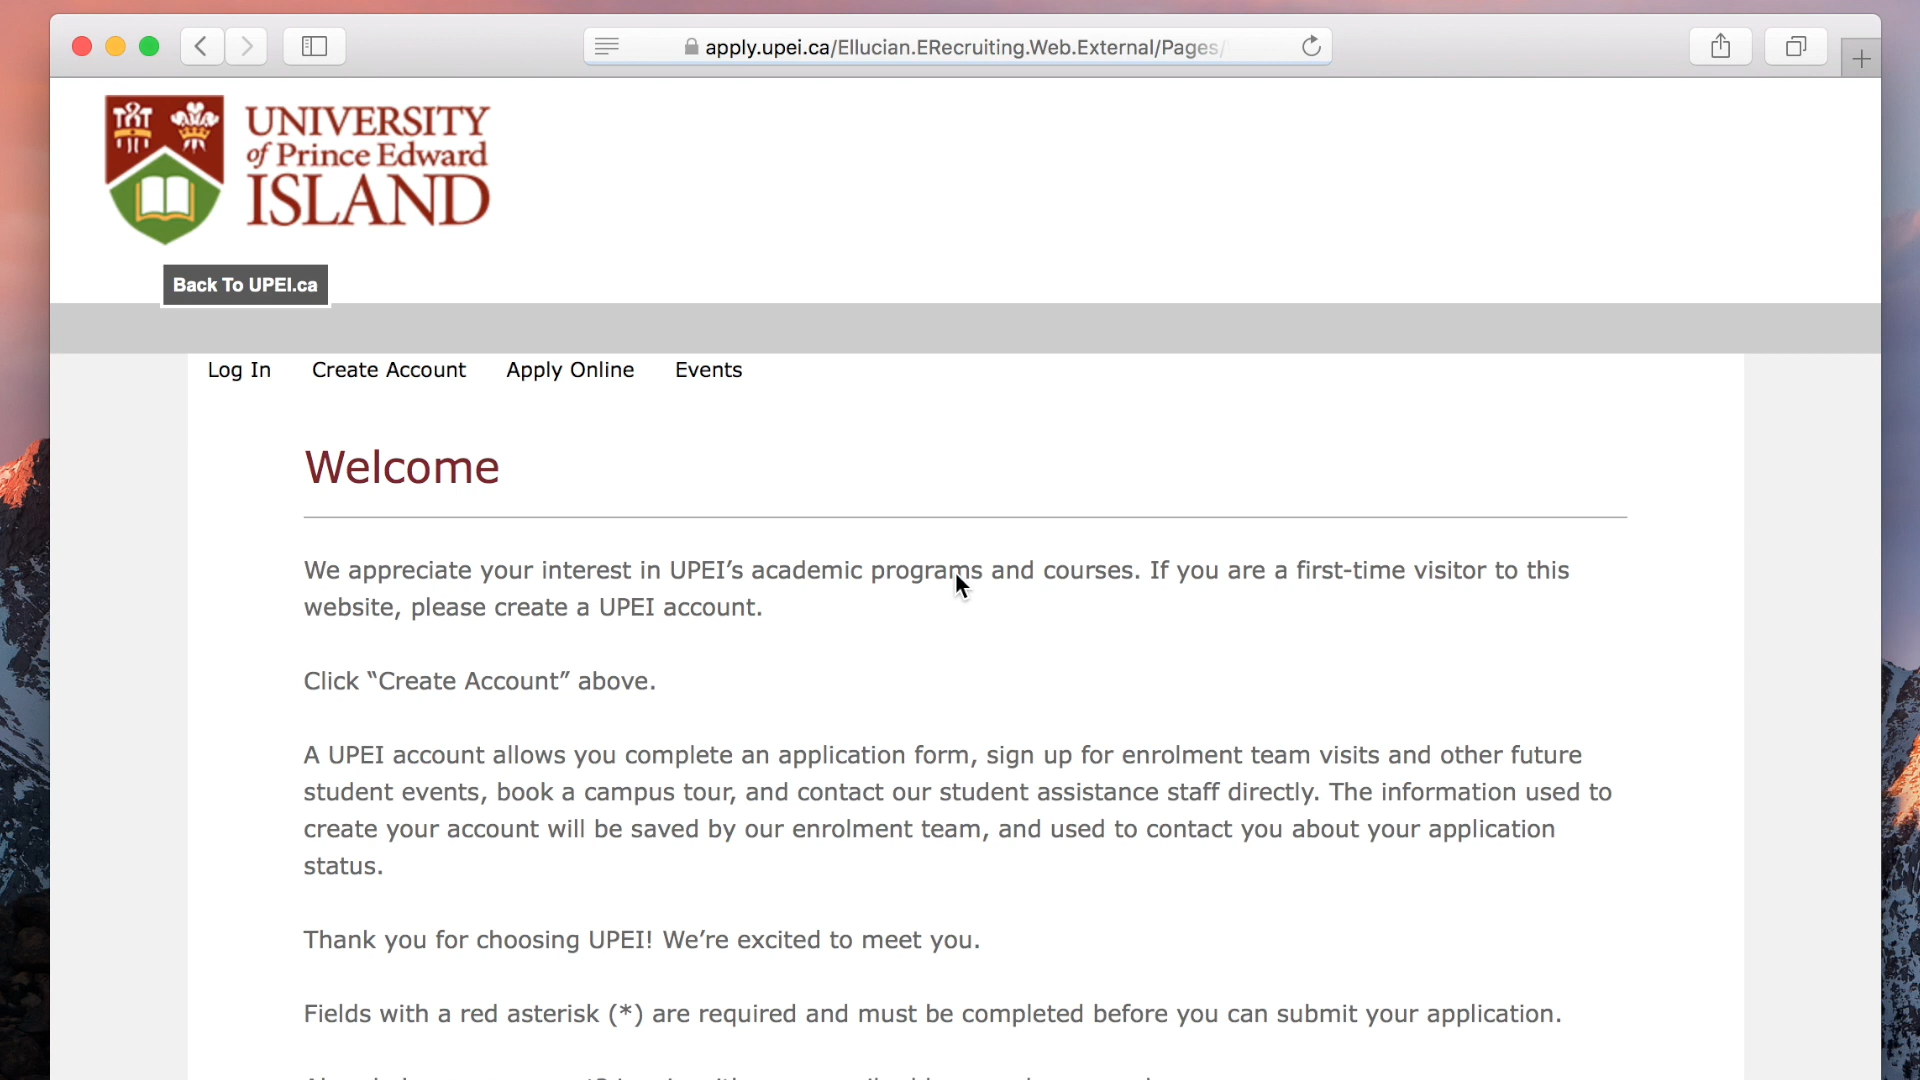 apply.upei.ca/Ellucian.ERecruiting.Web.External/Pages/
UNIVERSITY
of Prince Edward
ISLAND
Back To UPEI.ca
Log In Create Account Apply Online Events
Welcome
We appreciate your interest in UPEI’s academic programs and courses. If you are a first-time visitor to this
website, please create a UPEI account.
Click “Create Account” above.
A UPEI account allows you complete an application form, sign up for enrolment team visits and other future
student events, book a campus tour, and contact our student assistance staff directly. The information used to
create your account will be saved by our enrolment team, and used to contact you about your application
status.
Thank you for choosing UPEI! We’re excited to meet you.
Fields with a red asterisk (*) are required and must be completed before you can submit your application.